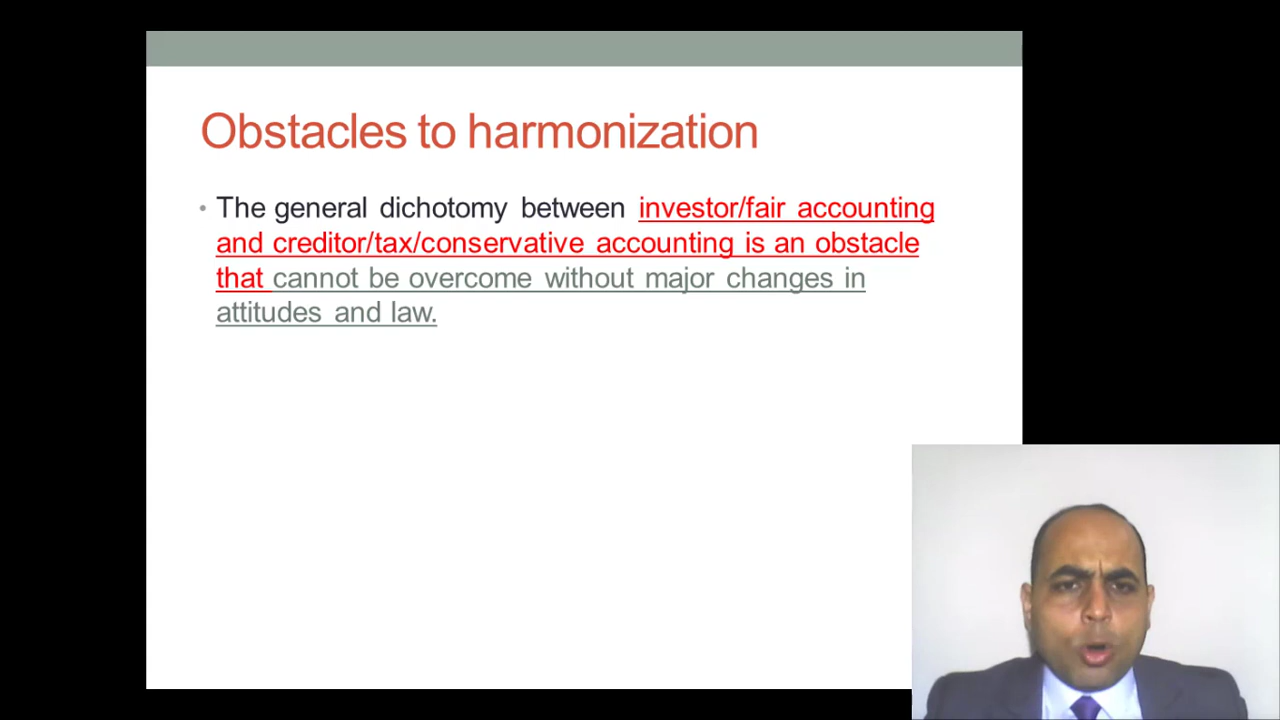 Obstacles to harmonization
• The general dichotomy between investor/fair accounting
and creditor/tax/conservative accounting is an obstacle
that cannot be overcome without major changes in
attitudes and law.